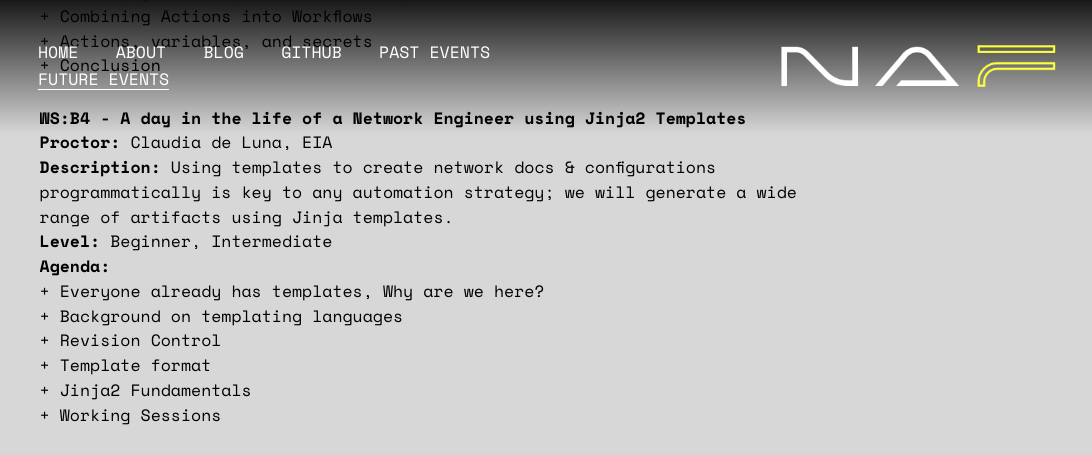 + Combining Actions into Workflows
+ Actions, variables, and secrets
HOME ABOUT BLOG GITHUB PAST EVENTS
+ Conclusion
FUTURE EVENTS
NAF
WS:B4 - A day in the life of a Network Engineer using Jinja2 Templates
Proctor: Claudia de Luna, EIA
Description: Using templates to create network docs & configurations
programmatically is key to any automation strategy; we will generate a wide
range of artifacts using Jinja templates.
Level: Beginner, Intermediate
Agenda:
+ Everyone already has templates, Why are we here?
+ Background on templating languages
+ Revision Control
+ Template format
+ Jinja2 Fundamentals
+ Working Sessions